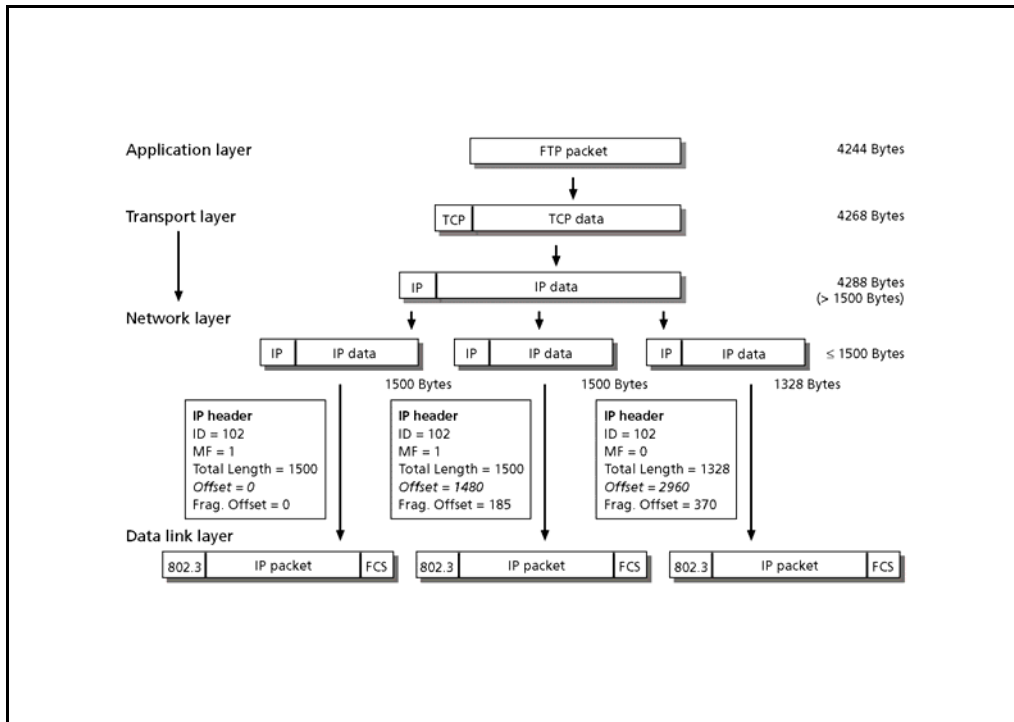 Application layer
FTP packet
4244 Bytes
Transport layer
TCP
TCP data
4268 Bytes
IP
IP data
4288 Bytes
(> 1500 Bytes)
Network layer
IP
IP data
IP
IP data
IP
IP data
≤ 1500 Bytes
1500 Bytes
1500 Bytes
1328 Bytes
IP header
ID = 102
MF = 1
Total Length = 1500
Offset = 0
Frag. Offset = 0
IP header
ID = 102
MF = 1
Total Length = 1500
Offset = 1480
Frag. Offset = 185
IP header
ID = 102
MF = 0
Total Length = 1328
Offset = 2960
Frag. Offset = 370
Data link layer
802.3
IP packet
FCS
802.3
IP packet
FCS
802.3
IP packet
FCS